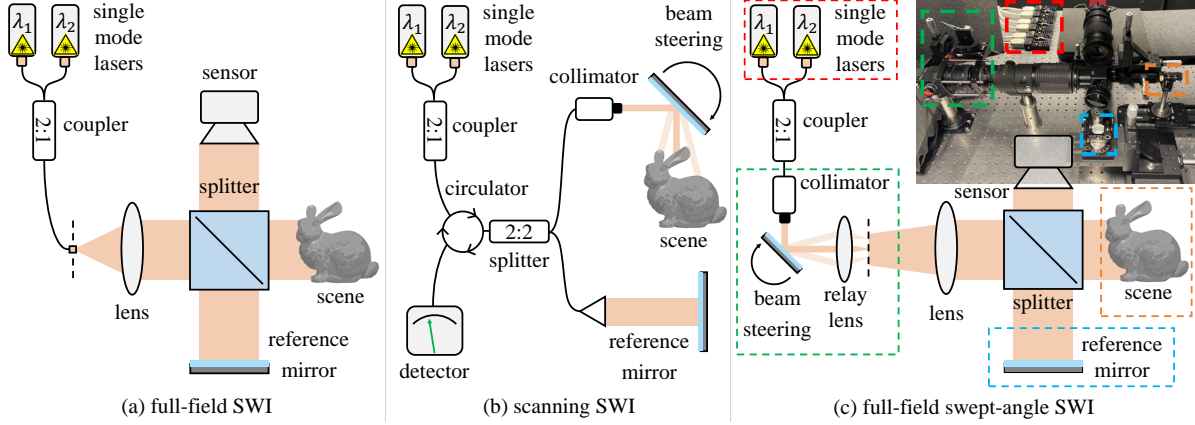 λ1 λ2 single
mode
lasers
sensor
2:1
coupler
splitter
lens
scene
reference
mirror
(a) full-field SWI
λ1 λ2 single
mode
lasers
beam
steering
collimator
2:1
coupler
circulator
2:2
splitter
scene
detector
reference
mirror
(b) scanning SWI
λ1 λ2 single
mode
lasers
2:1
coupler
collimator
sensor
beam
steering
relay
lens
lens
splitter
scene
reference
mirror
(c) full-field swept-angle SWI